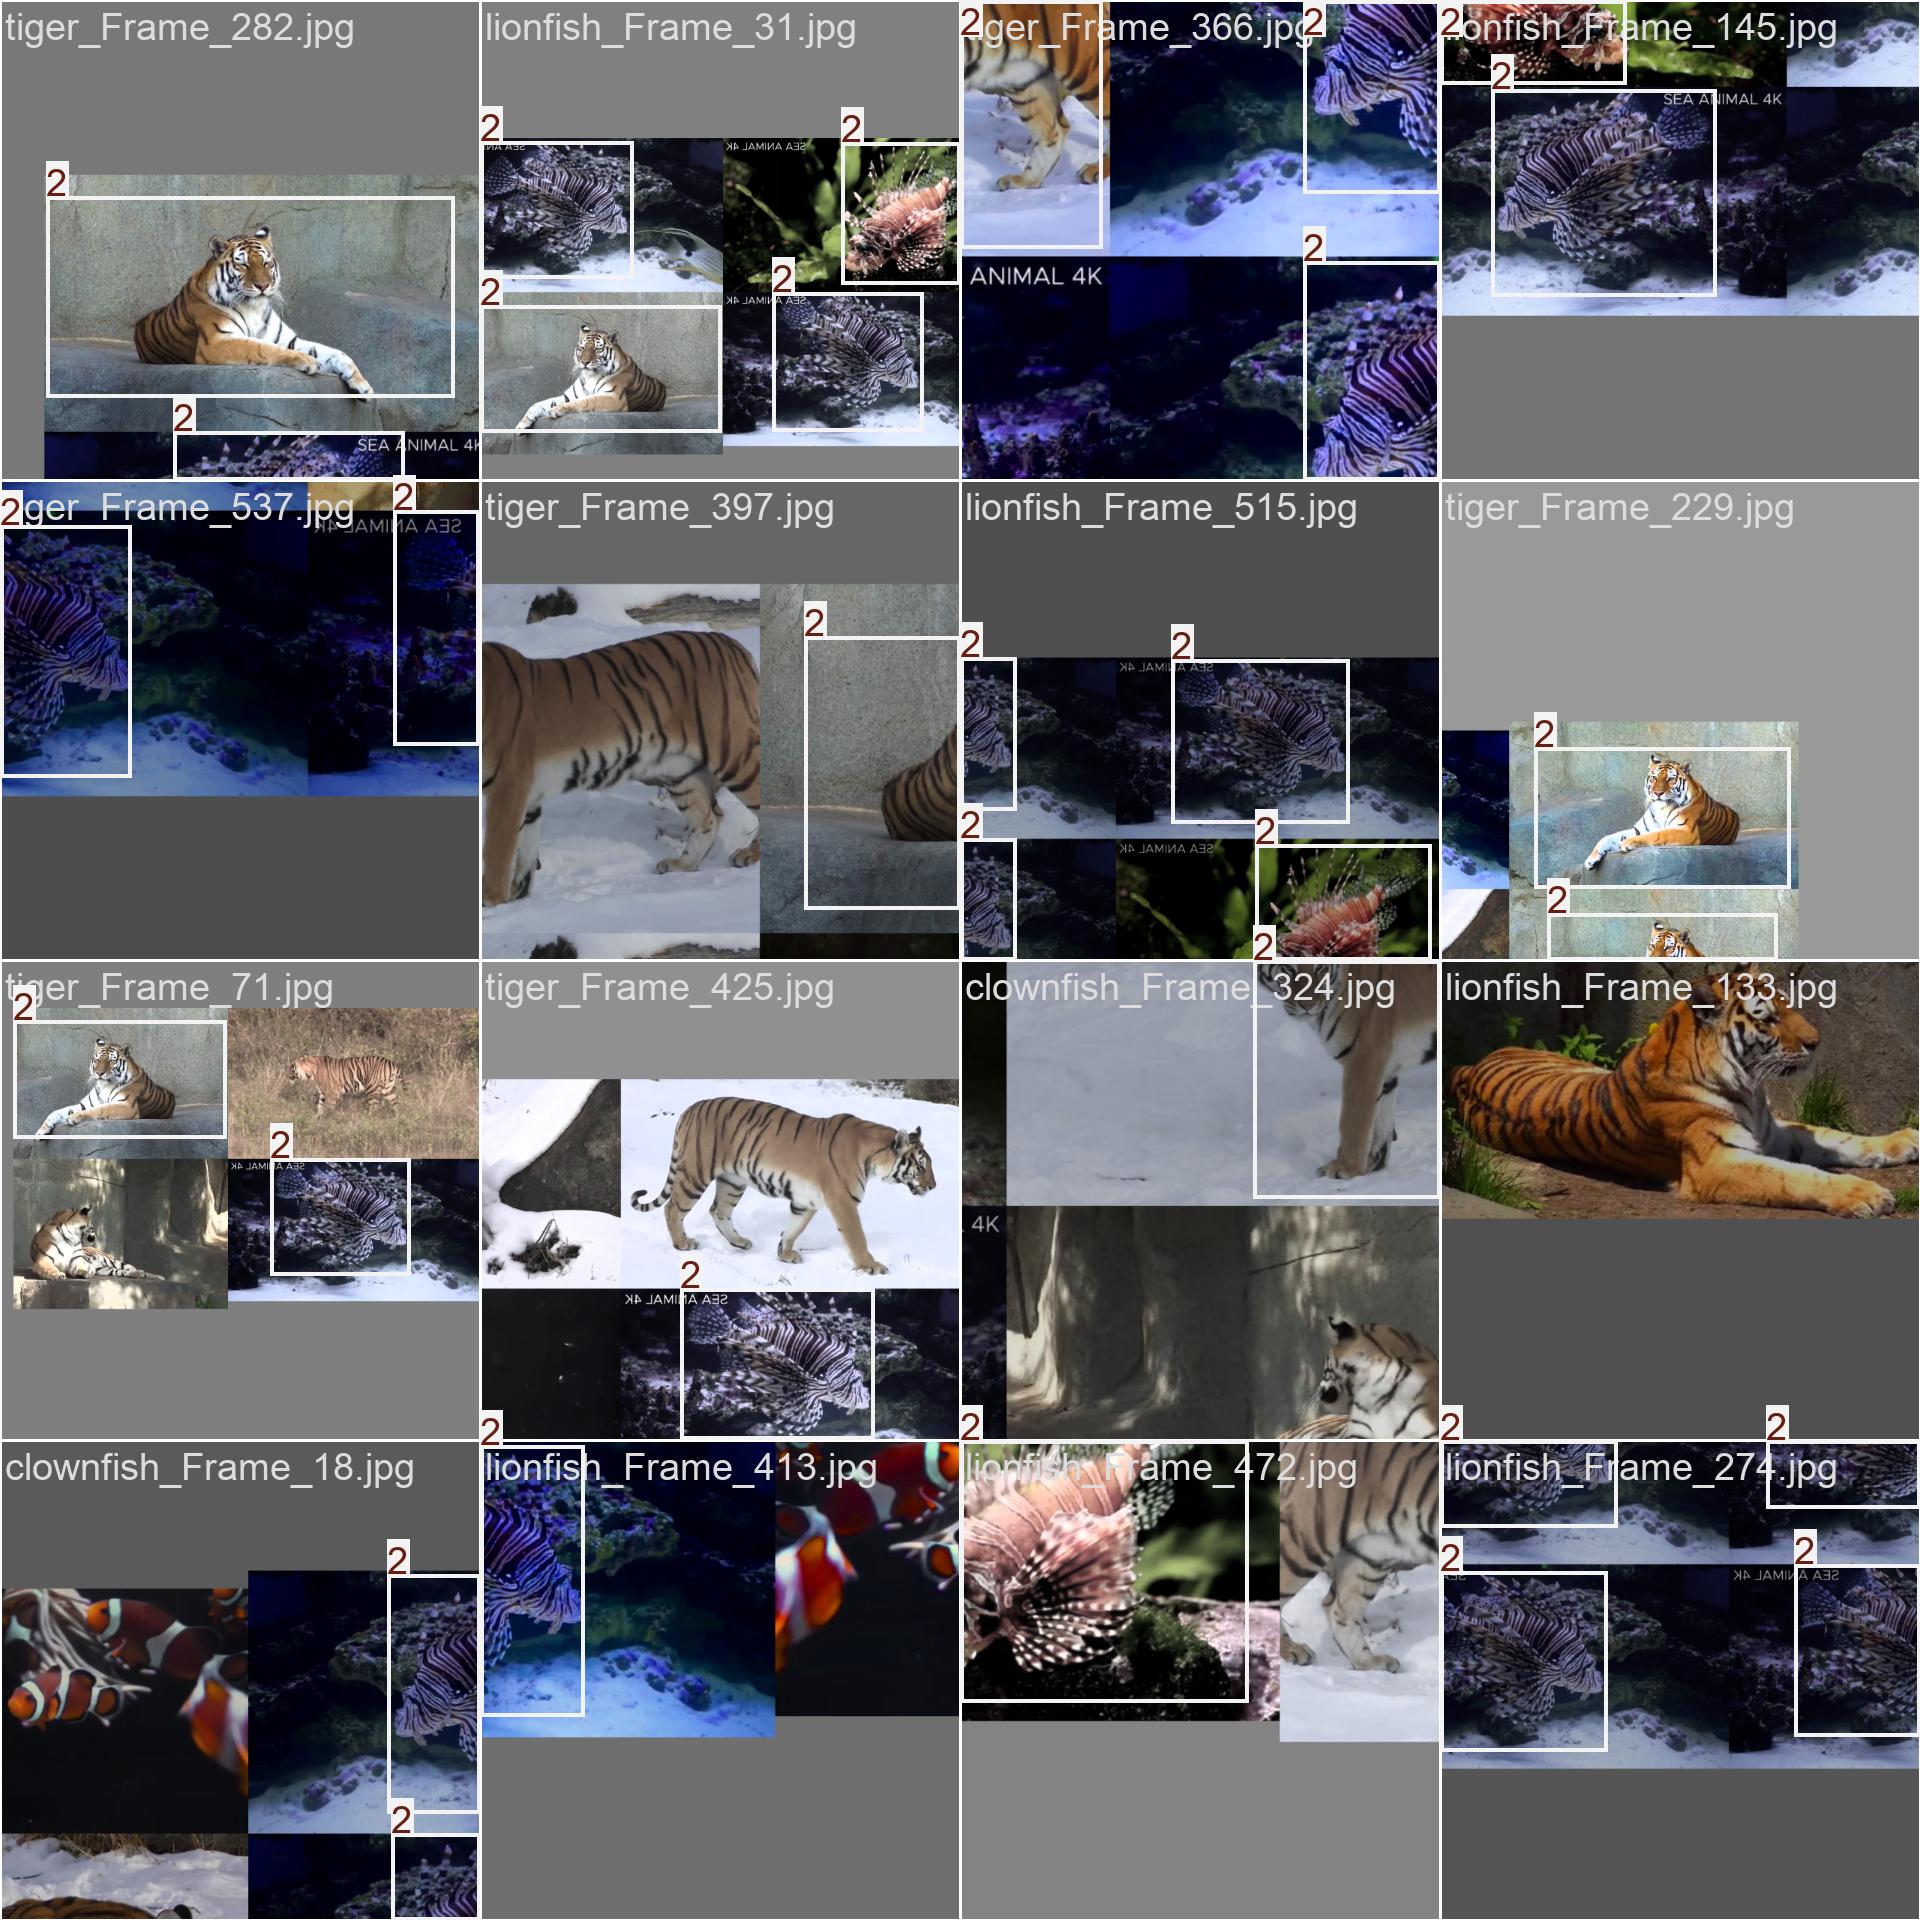 tiger_Frame_282.jpg
2
2
SEA ANIMAL 4K
lionfish_Frame_31.jpg
2
2
SEA ANIMAL 4K
2
2
SEA ANIMAL 4K
tiger_Frame_366.jpg
2
2
2
ANIMAL 4K
lionfish_Frame_145.jpg
2
2
SEA ANIMAL 4K
tiger_Frame_537.jpg
2
2
SEA ANIMAL 4K
tiger_Frame_397.jpg
2
lionfish_Frame_515.jpg
2
2
SEA ANIMAL 4K
2
2
SEA ANIMAL 4K
2
tiger_Frame_229.jpg
2
2
tiger_Frame_71.jpg
2
2
SEA ANIMAL 4K
tiger_Frame_425.jpg
2
SEA ANIMAL 4K
clownfish_Frame_324.jpg
4K
lionfish_Frame_133.jpg
clownfish_Frame_18.jpg
2
2
2
lionfish_Frame_413.jpg
2
lionfish_Frame_472.jpg
2
2
lionfish_Frame_274.jpg
2
2
SEA ANIMAL 4K